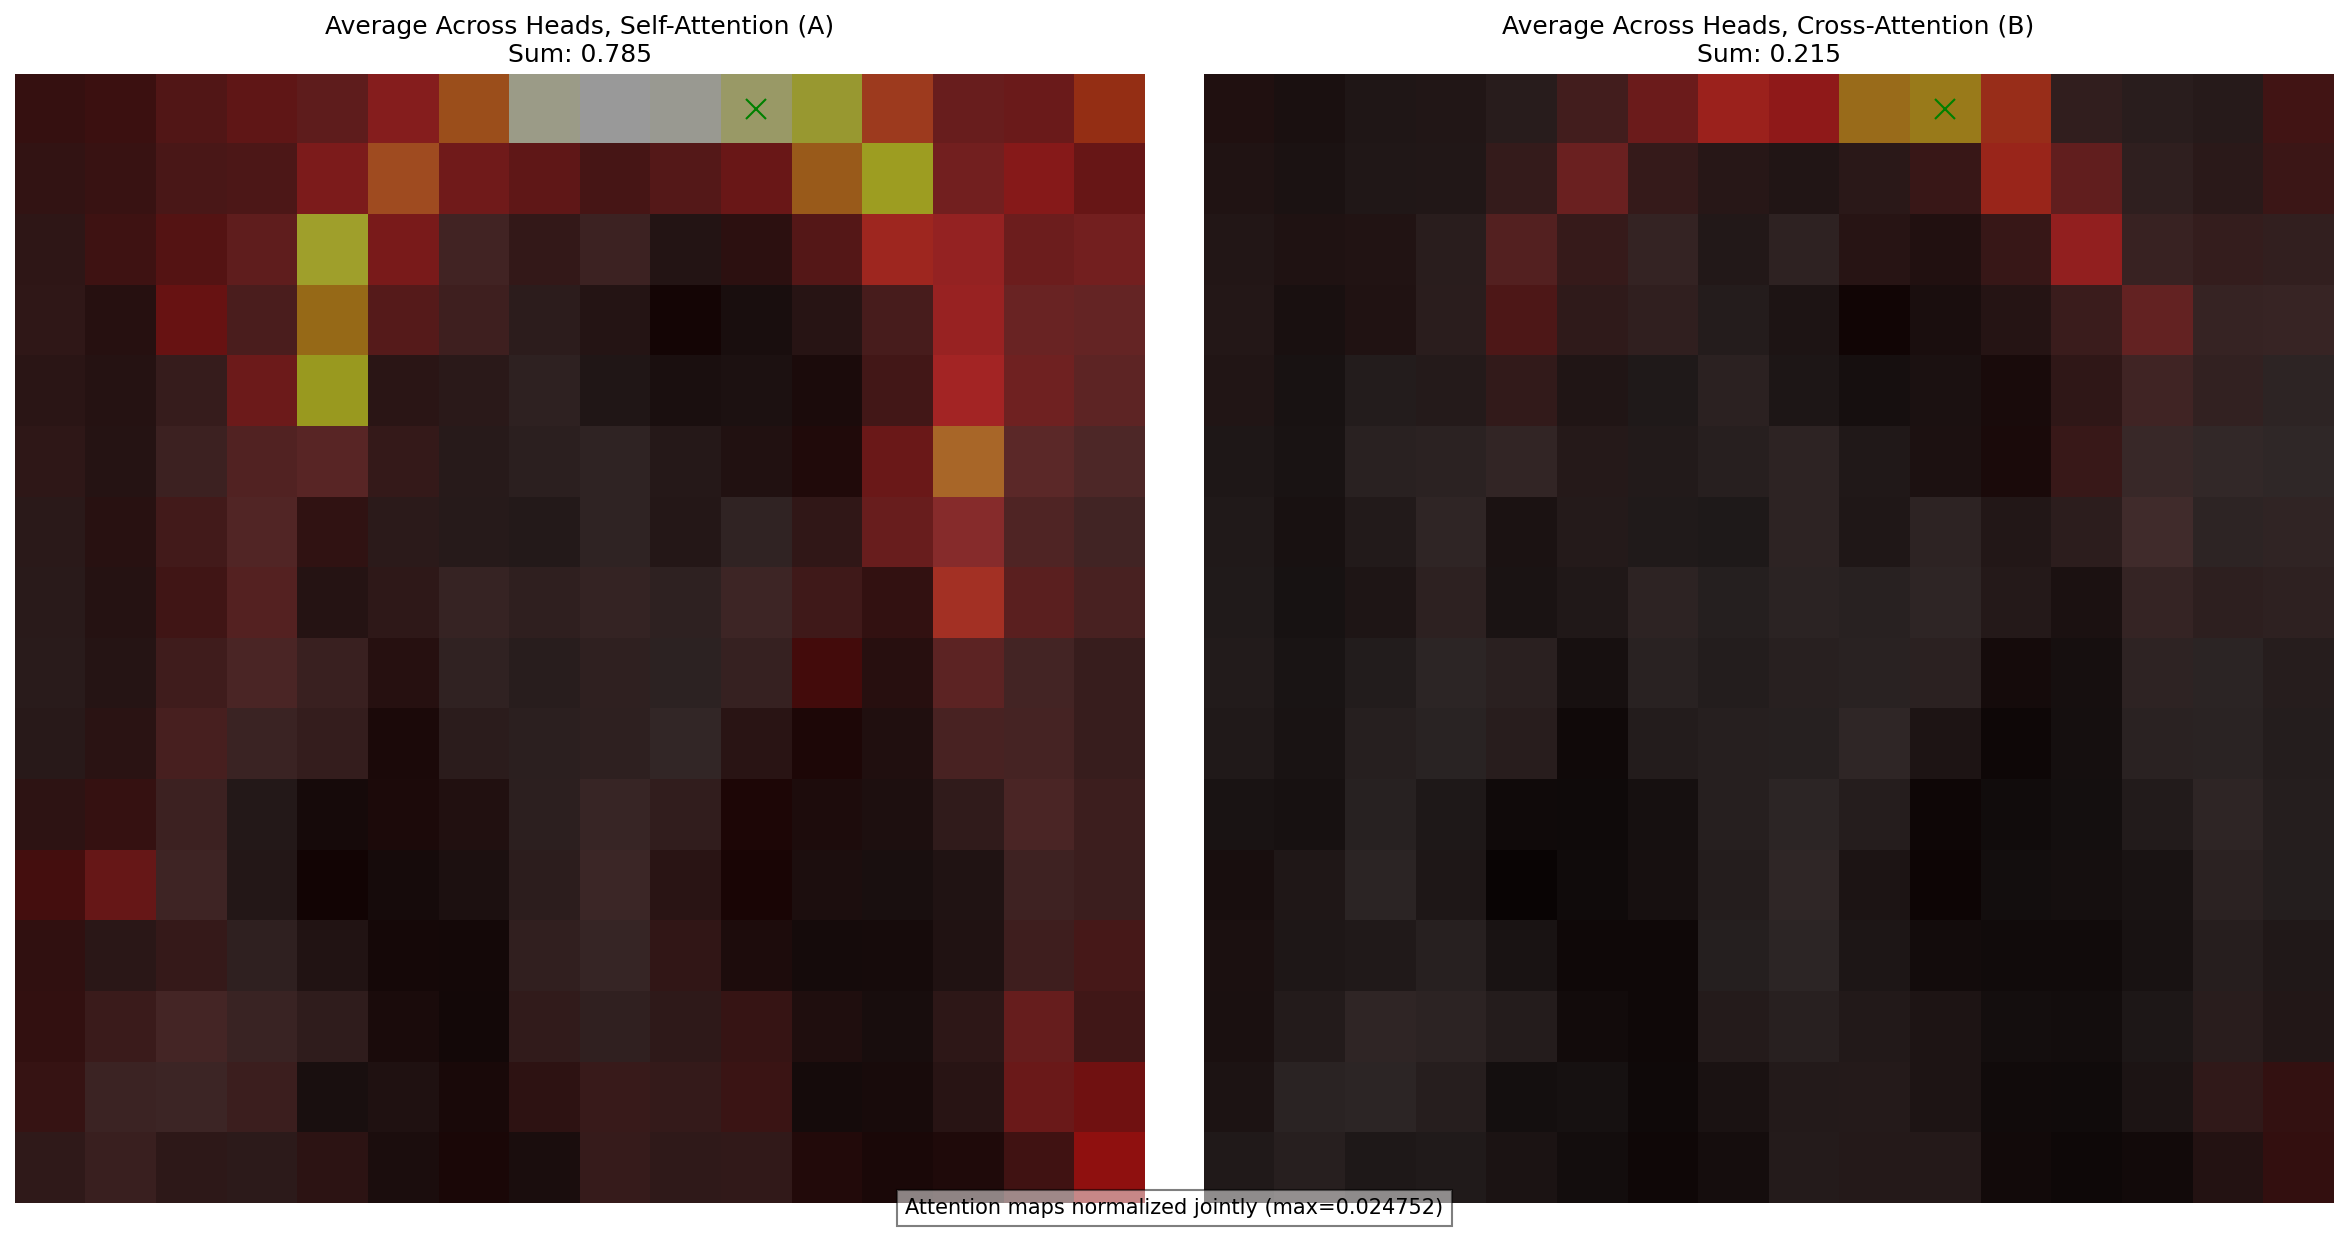 Average Across Heads, Self-Attention (A)
Sum: 0.785
Average Across Heads, Cross-Attention (B)
Sum: 0.215
Attention maps normalized jointly (max=0.024752)